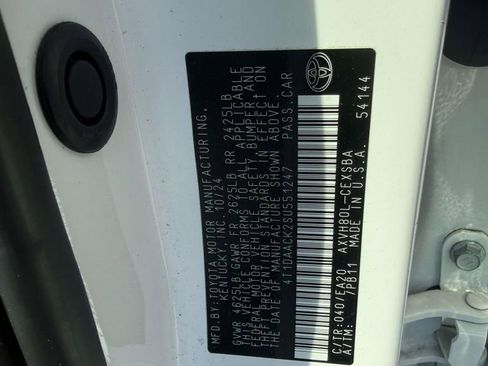 MFD.BY:TOYOTA MOTOR MANUFACTURING,
KENTUCKY, INC. 10/24
GVWR 4625LB GAWR FR 2625LB RR 2425LB
THIS VEHICLE CONFORMS TO ALL APPLICABLE
FEDERAL MOTOR VEHICLE SAFETY, BUMPER, AND
THEFT PREVENTION STANDARDS IN EFFECT ON
THE DATE OF MANUFACTURE SHOWN ABOVE.
4T1DAACK2SU551247 PASS.CAR
C/TR:040/EA20 AXVH80L-CEXSBA
A/TM: /PB11 MADE IN U.S.A.
54144